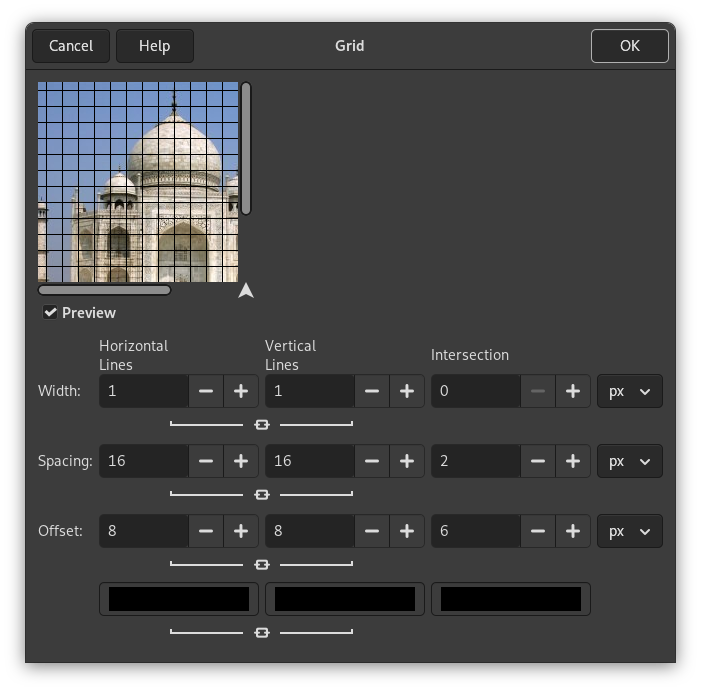 Cancel Help Grid OK
Preview
Horizontal Lines Vertical Lines Intersection
Width: 1 1 0 px
Spacing: 16 16 2 px
Offset: 8 8 6 px